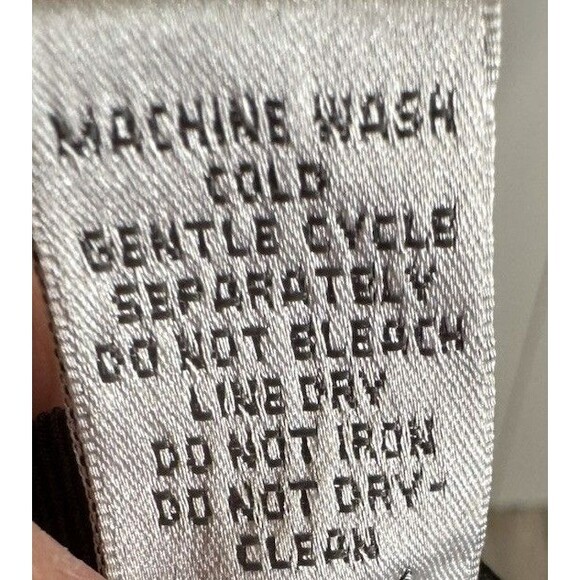 MACHINE WASH
COLD
GENTLE CYCLE
SEPARATELY
DO NOT BLEACH
LINE DRY
DO NOT IRON
DO NOT DRY-
CLEAN